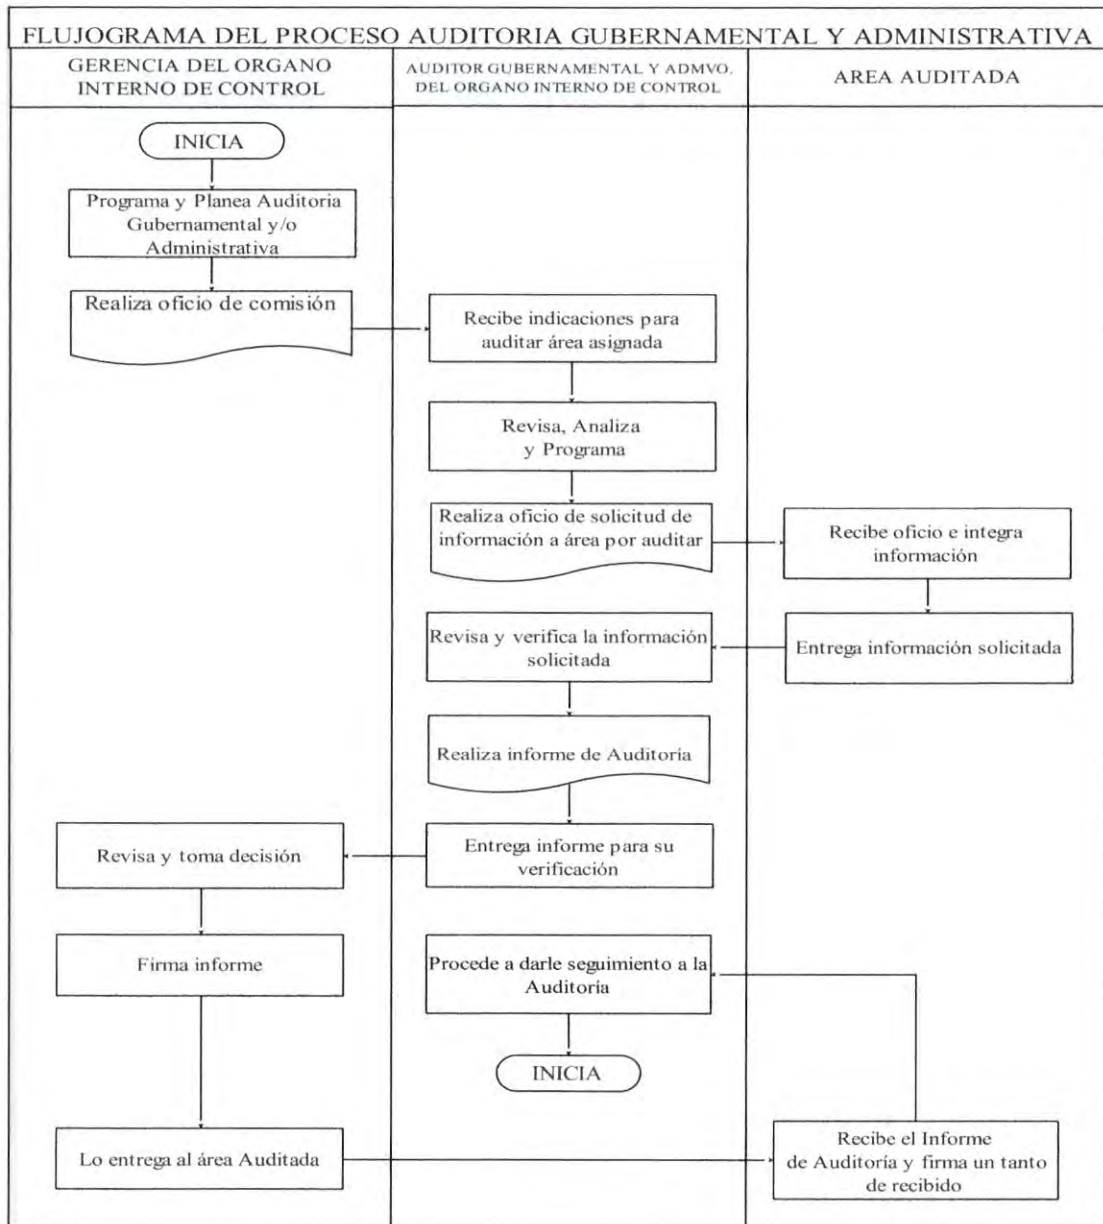 FLUJOGRAMA DEL PROCESO AUDITORIA GUBERNAMENTAL Y ADMINISTRATIVA
GERENCIA DEL ORGANO
INTERNO DE CONTROL
AUDITOR GUBERNAMENTAL Y ADMVO.
DEL ORGANO INTERNO DE CONTROL
AREA AUDITADA
INICIA
Programa y Planea Auditoria
Gubernamental y/o
Administrativa
Realiza oficio de comisión
Recibe indicaciones para
auditar área asignada
Revisa, Analiza
y Programa
Realiza oficio de solicitud de
información a área por auditar
Recibe oficio e integra
información
Entrega información solicitada
Revisa y verifica la información
solicitada
Realiza informe de Auditoría
Entrega informe para su
verificación
Revisa y toma decisión
Firma informe
Lo entrega al área Auditada
Recibe el Informe
de Auditoría y firma un tanto
de recibido
Procede a darle seguimiento a la
Auditoría
INICIA